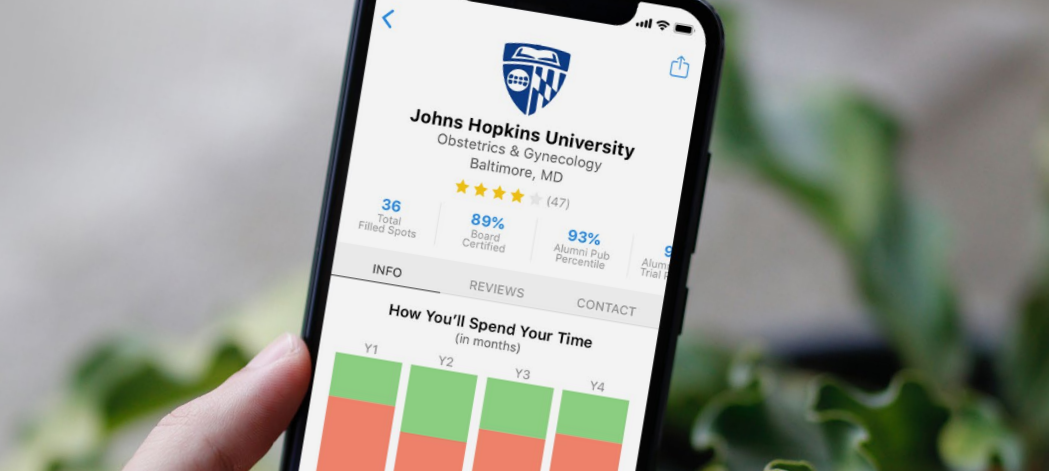 Johns Hopkins University
Obstetrics & Gynecology
Baltimore, MD
(47)
36
Total
Filled Spots
89%
Board
Certified
93%
Alumni Pub
Percentile
INFO
REVIEWS
CONTACT
How You'll Spend Your Time
(in months)
Y1
Y2
Y3
Y4